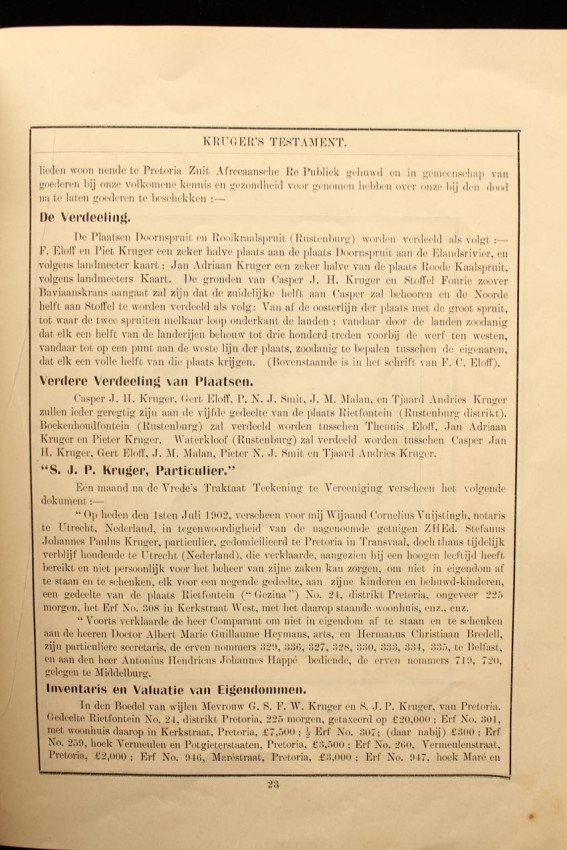 KRUGER'S TESTAMENT.
lieden woon nende te Pretoria Zuit Afrecaansche Re Publiek gehuwd en in gemeenschap van
goederen bij onze volkomene kennis en gezondheid voor genomen hebben over onze bij den dood
na te laten goederen te beschekken :—
De Verdeeling.
De Plaatsen Doornspruit en Rooikraalspruit (Rustenburg) worden verdeeld als volgt :—
F. Eloff en Piet Kruger een zeker halve plaats aan de plaats Doornspruit aan de Elandsrivier, en
volgens landmeeter kaart ; Jan Adriaan Kruger een zeker halve van de plaats Roode Kaalspruit,
volgens landmeeters Kaart. De gronden van Casper J. H. Kruger en Stoffel Fourie zoover
Baviaanskrans aangaat zal zijn dat de zuidelijke helft aan Casper zal behooren en de Noorde
helft aan Stoffel te worden verdeeld als volg: Van af de oosterlijn der plaats met de groot spruit,
tot waar de twee spruiten melkaar loop onderkant de landen ; vandaar door de landen zoodanig
dat elk een helft van de landerijen behouw tot drie honderd treden voorbij de werf ten westen,
vandaar tot op een punt aan de weste lijn der plaats, zoodanig te bepalen tusschen de eigenaren,
dat elk een volle helft van die plaats krijgen. (Bovenstaande is in het schrift van F. C. Eloff).
Verdere Verdeeling van Plaatsen.
Casper J. H. Kruger, Gert Eloff, P. N. J. Smit, J. M. Malan, en Tjaard Andries Kruger
zullen ieder geregtig zijn aan de vijfde gedeelte van de plaats Rietfontein (Rustenburg distrikt).
Boekenhoudfontein (Rustenburg) zal verdeeld worden tusschen Theunis Eloff, Jan Adriaan
Kruger en Pieter Kruger. Waterkloof (Rustenburg) zal verdeeld worden tusschen Casper Jan
H. Kruger, Gert Eloff, J. M. Malan, Pieter N. J. Smit en Tjaard Andries Kruger.
"S. J. P. Kruger, Particulier."
Eén maand na de Vrede's Traktaat Teekening te Vereeniging verscheen het volgende
dokument :—
"Op heden den 1sten Juli 1902, verscheen voor mij Wijnand Cornelius Vuijstingh, notaris
te Utrecht, Nederland, in tegenwoordigheid van de nagenoemde getuigen ZHEd. Stefanus
Johannes Paulus Kruger, particulier, gedomicilieerd te Pretoria in Transvaal, doch thans tijdelijk
verblijf houdende te Utrecht (Nederland), die verklaarde, aangezien hij een hoogen leeftijd heeft
bereikt en niet persoonlijk voor het beheer van zijne zaken kan zorgen, om niet in eigendom af
te staan en te schenken, elk voor een negende gedeelte, aan zijne kinderen en behuwd-kinderen,
een gedeelte van de plaats Rietfontein ("Gezina") No. 24, distrikt Pretoria, ongeveer 225
morgen, het Erf No. 308 in Kerkstraat West, met het daarop staande woonhuis, enz., enz.
"Voorts verklaarde de heer Comparant om niet in eigendom af te staan en te schenken
aan de heeren Doctor Albert Marie Guillaume Heymans, arts, en Hermanus Christiaan Bredell,
zijn particuliere secretaris, de erven nommers 329, 336, 327, 328, 330, 333, 334, 335, te Belfast,
en aan den heer Antonius Hendricus Johannes Happé bediende, de erven nommers 719, 720,
gelegen te Middelburg.
Inventaris en Valuatie van Eigendommen.
In den Boedel van wijlen Mevrouw G. S. F. W. Kruger en S. J. P. Kruger, van Pretoria.
Gedeelte Rietfontein No. 24, distrikt Pretoria, 225 morgen, getaxeerd op £20,000 ; Erf No. 301,
met woonhuis daarop in Kerkstraat, Pretoria, £7,500 ; ½ Erf No. 307; (daar nabij) £300 ; Erf
No. 259, hoek Vermeulen en Potgieterstaaten, Pretoria, £3,500 ; Erf No. 260, Vermeulenstraat,
Pretoria, £2,000 ; Erf No. 946, Maréstraat, Pretoria, £3,000 ; Erf No. 947, hoek Maré en
23